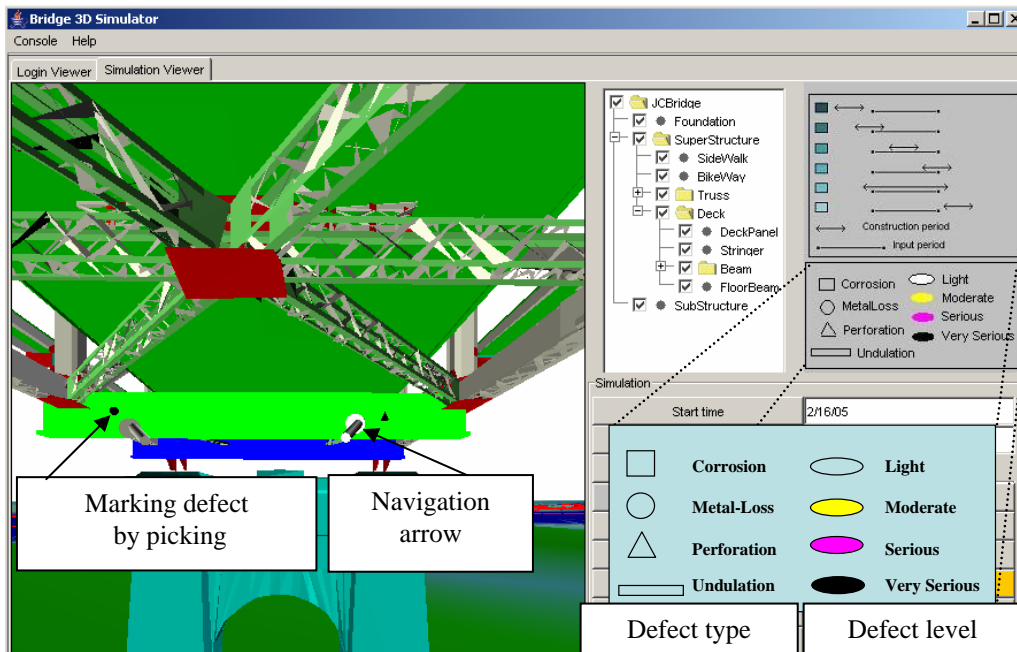 Bridge 3D Simulator
Console Help
Login Viewer Simulation Viewer
JCBridge
Foundation
SuperStructure
SideWalk
BikeWay
Truss
Deck
DeckPanel
Stringer
Beam
FloorBeam
SubStructure
Construction period
Input period
Corrosion
MetalLoss
Perforation
Undulation
Light
Moderate
Serious
Very Serious
Simulation
Start time 2/16/05
Corrosion Light
Metal-Loss Moderate
Perforation Serious
Undulation Very Serious
Marking defect
by picking
Navigation
arrow
Defect type
Defect level